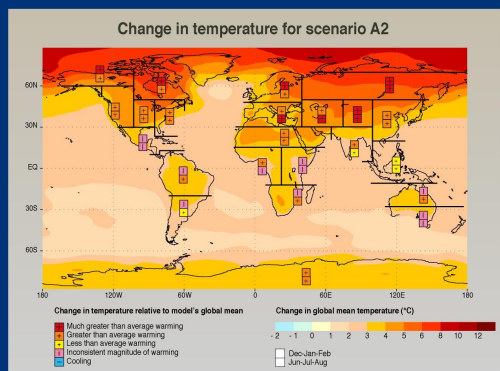 Change in temperature for scenario A2
60N
30N
EQ
30S
60S
180
120W
60W
0
60E
120E
180
Change in temperature relative to model's global mean
Much greater than average warming
Greater than average warming
Less than average warming
Inconsistent magnitude of warming
Cooling
Change in global mean temperature (°C)
- 2 -1 0 1 2 3 4 5 6 8 10 12
Dec-Jan-Feb
Jun-Jul-Aug